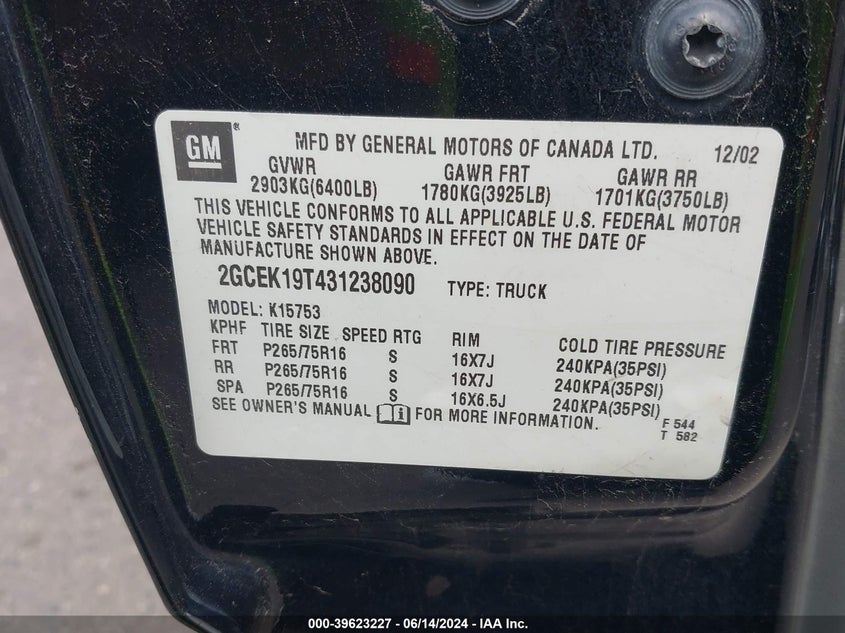 GM ® MFD BY GENERAL MOTORS OF CANADA LTD. 12/02
GVWR GAWR FRT GAWR RR
2903KG(6400LB) 1780KG(3925LB) 1701KG(3750LB)
THIS VEHICLE CONFORMS TO ALL APPLICABLE U.S. FEDERAL MOTOR
VEHICLE SAFETY STANDARDS IN EFFECT ON THE DATE OF
MANUFACTURE SHOWN ABOVE.
2GCEK19T431238090 TYPE: TRUCK
MODEL: K15753
KPHF TIRE SIZE SPEED RTG RIM COLD TIRE PRESSURE
FRT P265/75R16 S 16X7J 240KPA(35PSI)
RR P265/75R16 S 16X7J 240KPA(35PSI)
SPA P265/75R16 S 16X6.5J 240KPA(35PSI)
SEE OWNER'S MANUAL i FOR MORE INFORMATION. F 544
T 582
000-39623227 - 06/14/2024 - IAA Inc.